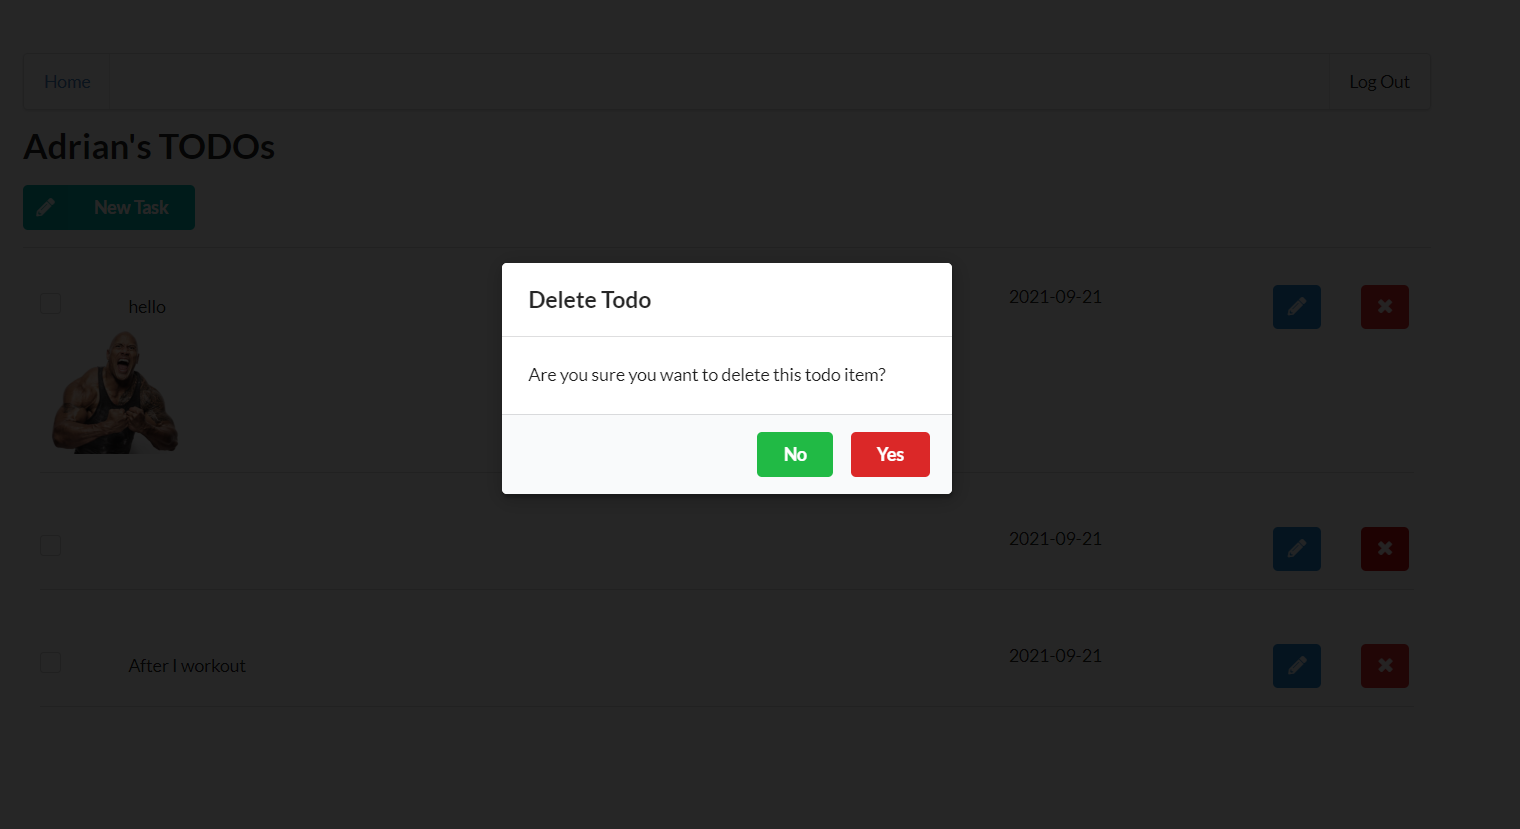 Home
Log Out
Adrian's TODOs
New Task
hello
2021-09-21
Delete Todo
Are you sure you want to delete this todo item?
No
Yes
2021-09-21
After I workout
2021-09-21